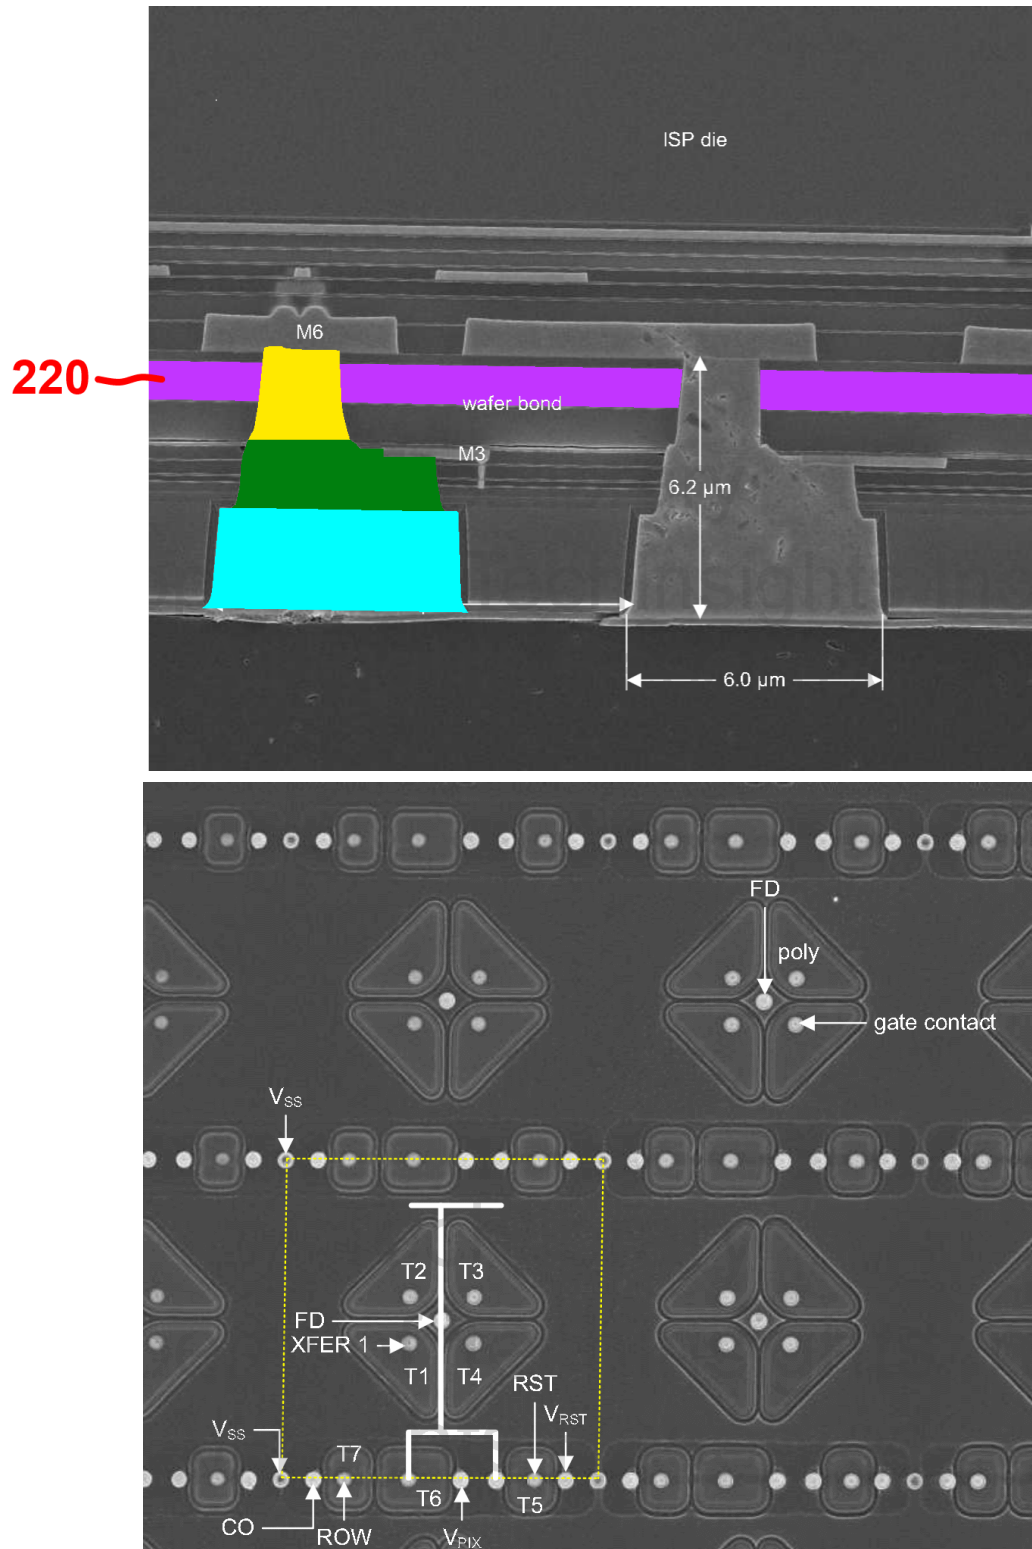 ISP die
M6
220
wafer bond
M3
6.2 µm
6.0 µm
FD
poly
gate contact
VSS
T2 T3
FD
XFER 1
T1 T4
RST
VRST
VSS
T7
T6 T5
CO
ROW
VPIX